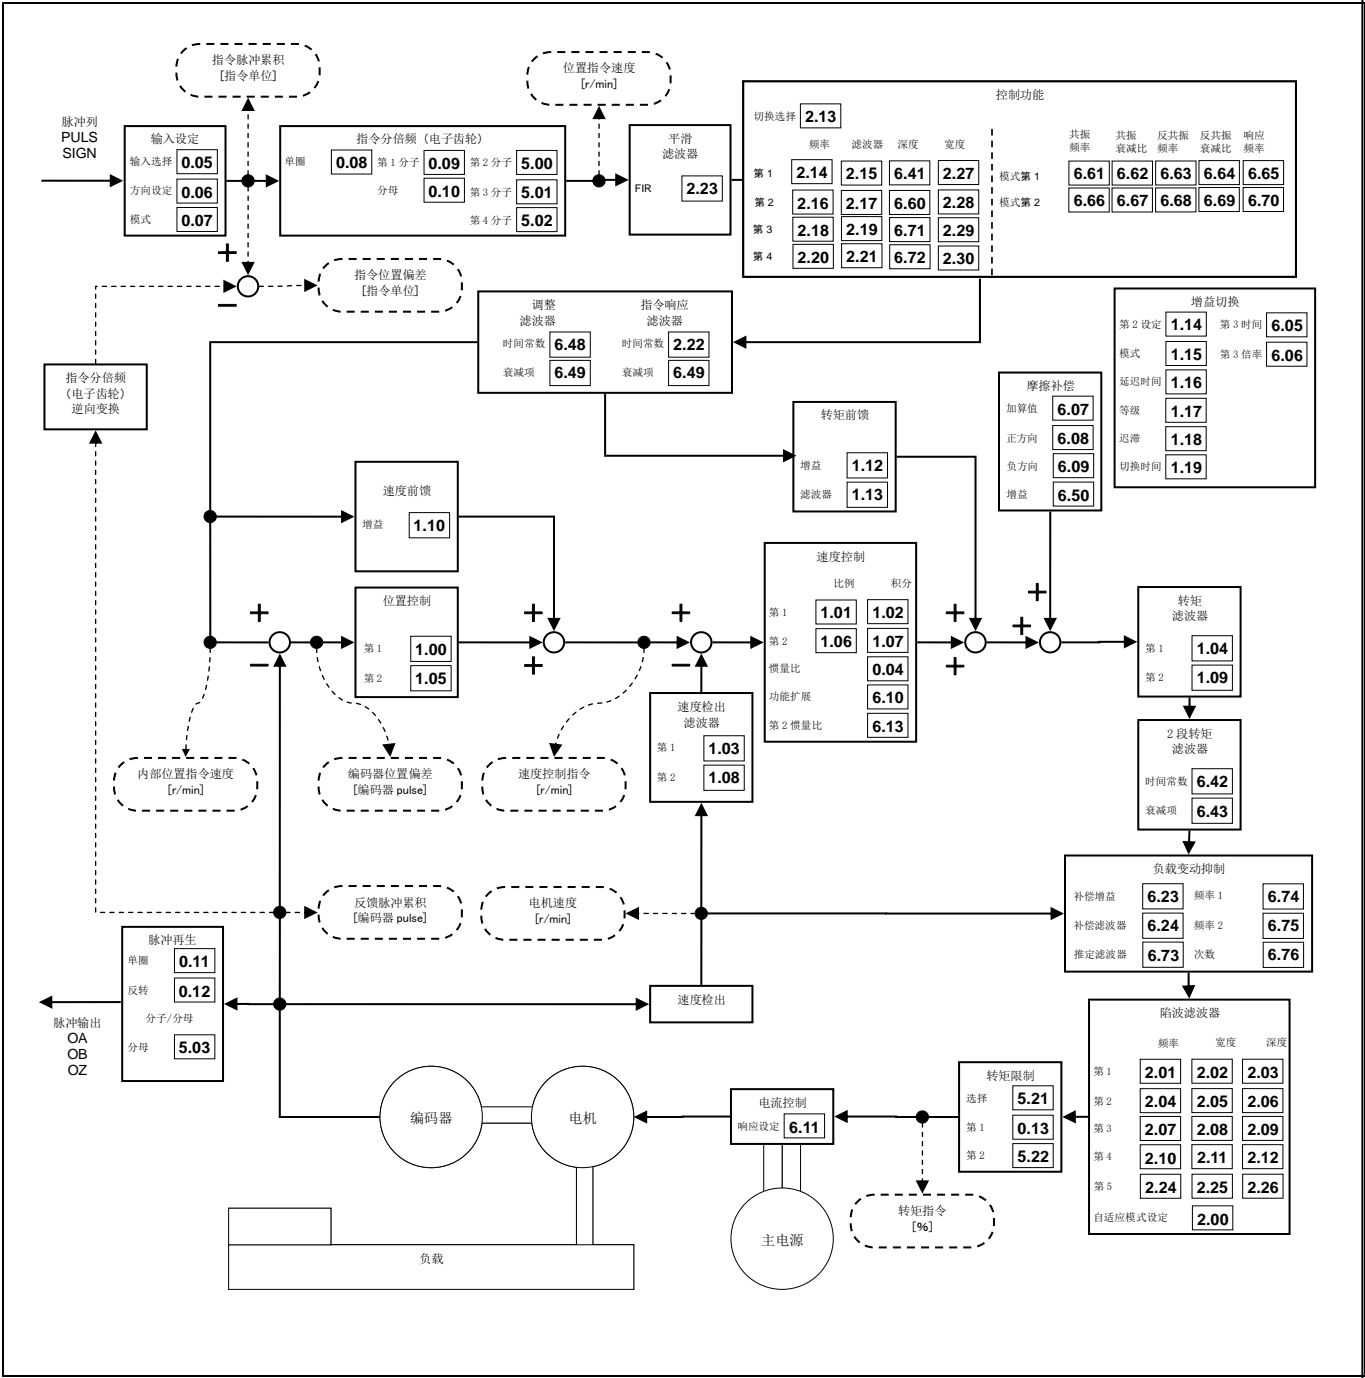 指令脉冲累积
[指令单位]
位置指令速度
[r/min]
脉冲列
PULS
SIGN
输入设定
输入选择 0.05
方向设定 0.06
模式 0.07
指令分倍频（电子齿轮）
单圈 0.08 第1分子 0.09 第2分子 5.00
分母 0.10 第3分子 5.01
第4分子 5.02
平滑
滤波器
FIR 2.23
控制功能
切换选择 2.13
频率 滤波器 深度 宽度
第1 2.14 2.15 6.41 2.27
第2 2.16 2.17 6.60 2.28
第3 2.18 2.19 6.71 2.29
第4 2.20 2.21 6.72 2.30
共振 共振 反共振 反共振 响应
频率 衰减比 频率 衰减比 频率
模式第1 6.61 6.62 6.63 6.64 6.65
模式第2 6.66 6.67 6.68 6.69 6.70
+
−
指令位置偏差
[指令单位]
调整
滤波器
时间常数 6.48
衰减项 6.49
指令响应
滤波器
时间常数 2.22
衰减项 6.49
增益切换
第2设定 1.14 第3时间 6.05
模式 1.15 第3倍率 6.06
延迟时间 1.16
等级 1.17
迟滞 1.18
切换时间 1.19
指令分倍频
（电子齿轮）
逆向变换
摩擦补偿
加算值 6.07
正方向 6.08
负方向 6.09
增益 6.50
转矩前馈
增益 1.12
滤波器 1.13
速度前馈
增益 1.10
位置控制
第1 1.00
第2 1.05
+
−
+
+
+
−
速度控制
比例 积分
第1 1.01 1.02
第2 1.06 1.07
惯量比 0.04
功能扩展 6.10
第2惯量比 6.13
+
+
+
+
转矩
滤波器
第1 1.04
第2 1.09
速度检出
滤波器
第1 1.03
第2 1.08
2段转矩
滤波器
时间常数 6.42
衰减项 6.43
内部位置指令速度
[r/min]
编码器位置偏差
[编码器 pulse]
速度控制指令
[r/min]
负载变动抑制
补偿增益 6.23 频率1 6.74
补偿滤波器 6.24 频率2 6.75
推定滤波器 6.73 次数 6.76
反馈脉冲累积
[编码器 pulse]
电机速度
[r/min]
脉冲再生
单圈 0.11
反转 0.12
分子/分母
分母 5.03
脉冲输出
OA
OB
OZ
速度检出
陷波滤波器
频率 宽度 深度
第1 2.01 2.02 2.03
第2 2.04 2.05 2.06
第3 2.07 2.08 2.09
第4 2.10 2.11 2.12
第5 2.24 2.25 2.26
自适应模式设定 2.00
转矩限制
选择 5.21
第1 0.13
第2 5.22
电流控制
响应设定 6.11
编码器
电机
转矩指令
[%]
主电源
负载